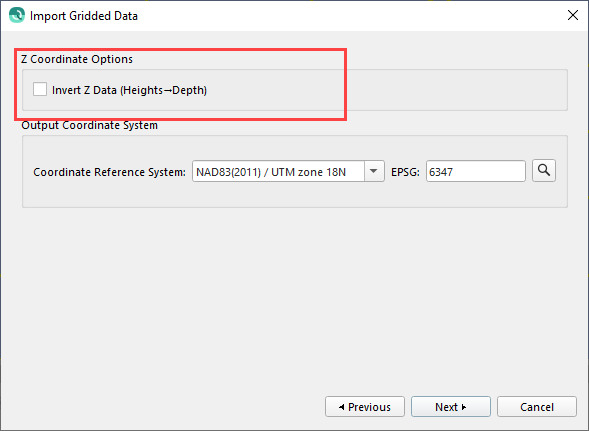 Import Gridded Data
Z Coordinate Options
Invert Z Data (Heights→Depth)
Output Coordinate System
Coordinate Reference System: NAD83(2011) / UTM zone 18N EPSG: 6347
Previous Next Cancel